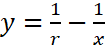 y = 1/r − 1/x